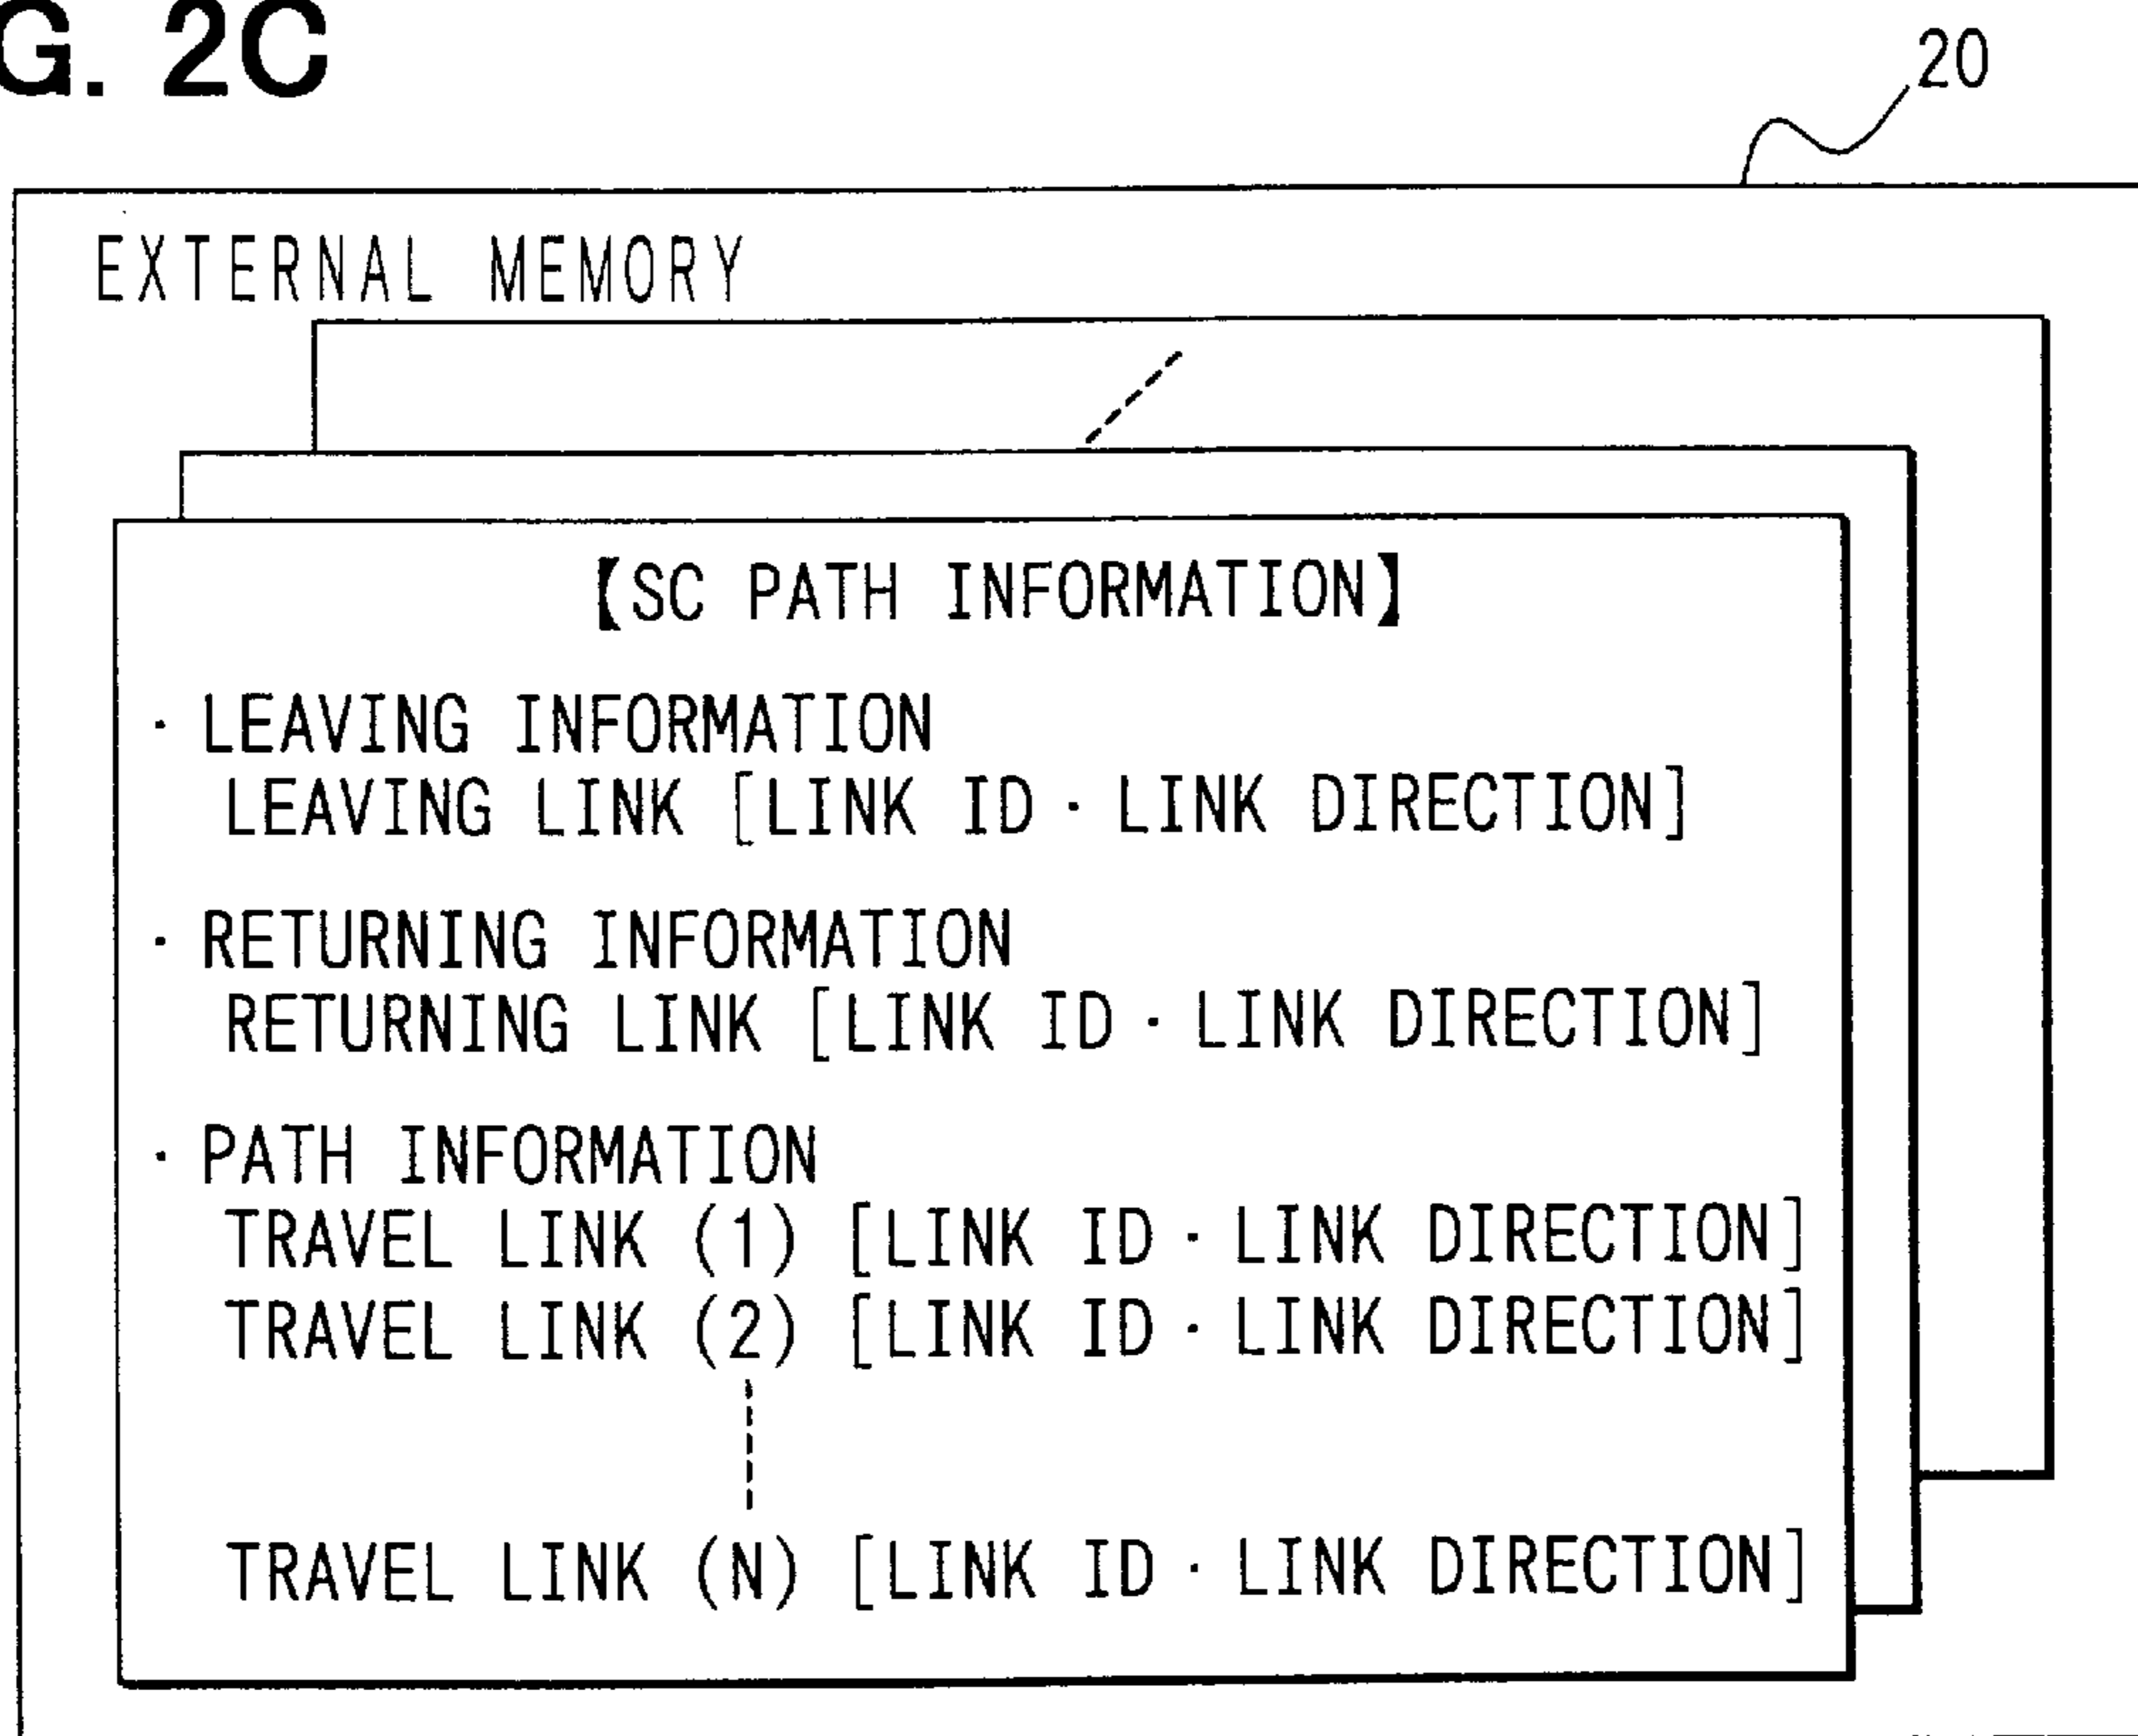 G. 2C
20
EXTERNAL MEMORY
【SC PATH INFORMATION】
· LEAVING INFORMATION
LEAVING LINK [LINK ID · LINK DIRECTION]
· RETURNING INFORMATION
RETURNING LINK [LINK ID · LINK DIRECTION]
· PATH INFORMATION
TRAVEL LINK (1) [LINK ID · LINK DIRECTION]
TRAVEL LINK (2) [LINK ID · LINK DIRECTION]
TRAVEL LINK (N) [LINK ID · LINK DIRECTION]